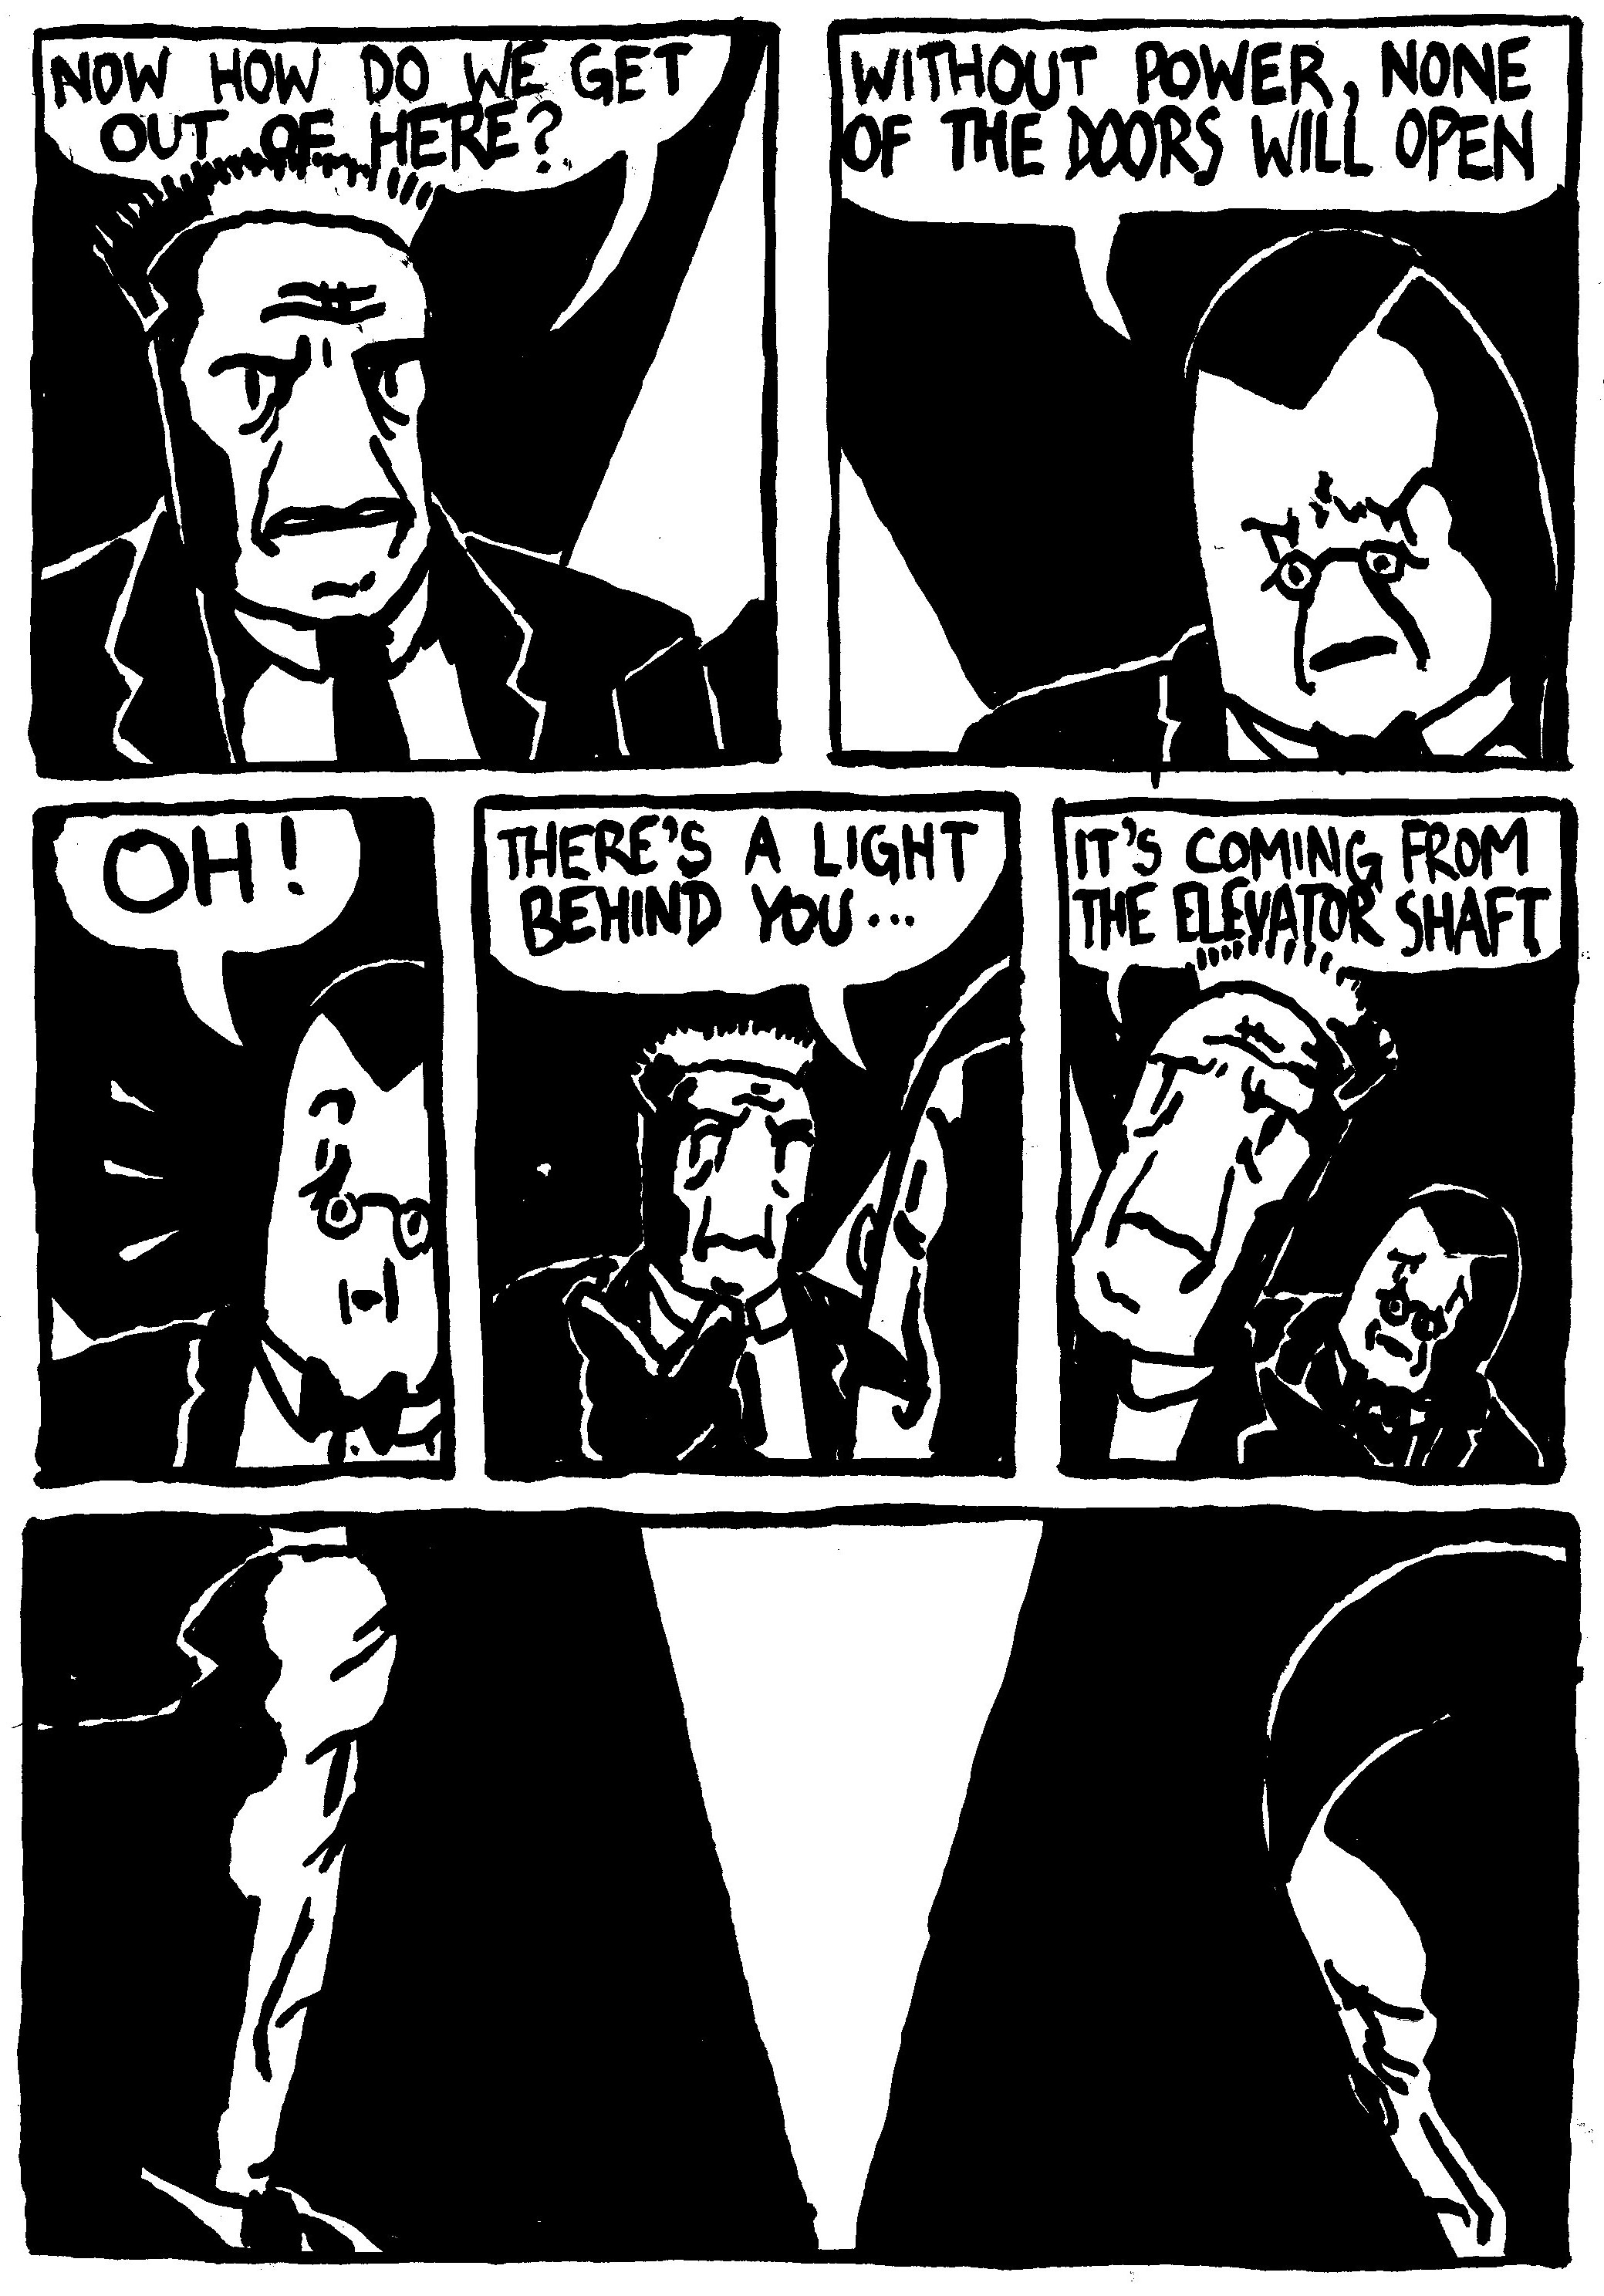 NOW HOW DO WE GET
OUT OF HERE?
WITHOUT POWER, NONE
OF THE DOORS WILL OPEN
OH!
THERE'S A LIGHT
BEHIND YOU...
IT'S COMING FROM
THE ELEVATOR SHAFT